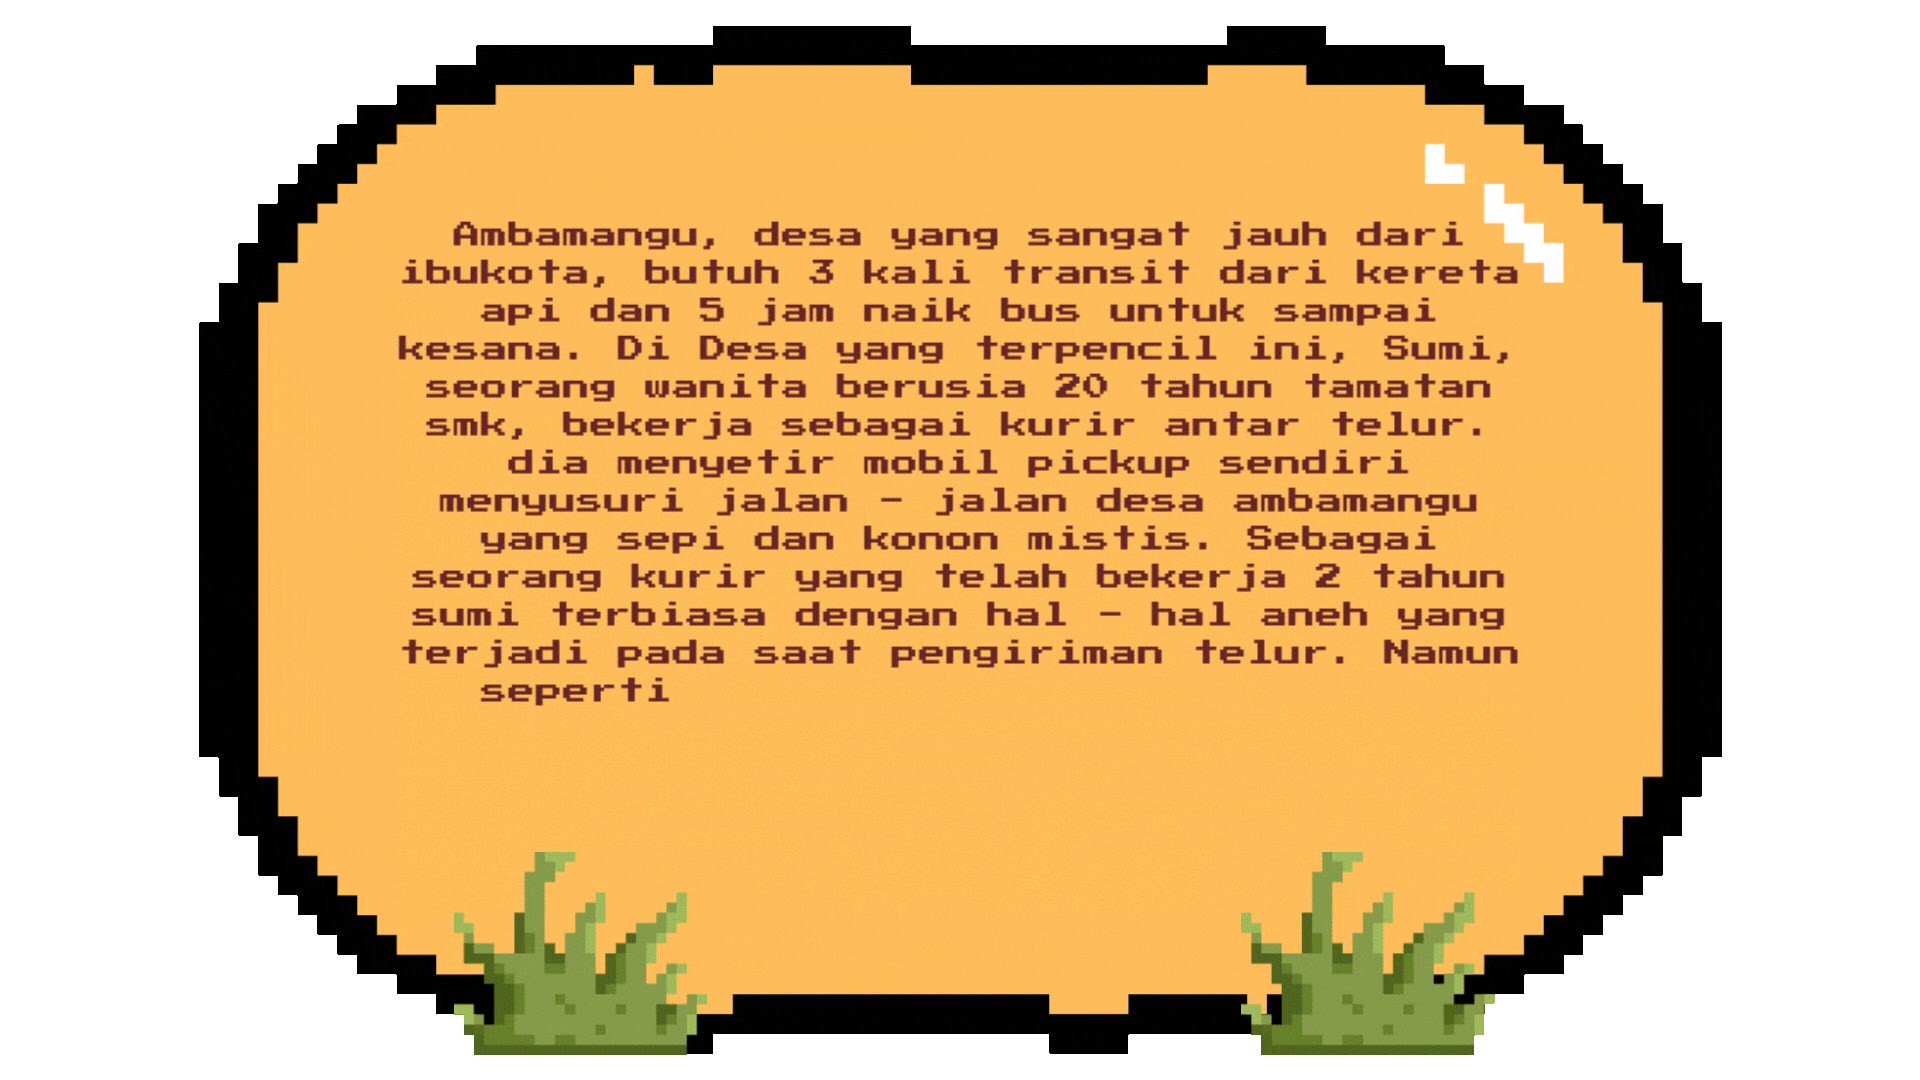 Ambamangu, desa yang sangat jauh dari
ibukota, butuh 3 kali transit dari kereta
api dan 5 jam naik bus untuk sampai
kesana. Di Desa yang terpencil ini, Sumi,
seorang wanita berusia 20 tahun tamatan
smk, bekerja sebagai kurir antar telur.
dia menyetir mobil pickup sendiri
menyusuri jalan - jalan desa ambamangu
yang sepi dan konon mistis. Sebagai
seorang kurir yang telah bekerja 2 tahun
sumi terbiasa dengan hal - hal aneh yang
terjadi pada saat pengiriman telur. Namun
seperti